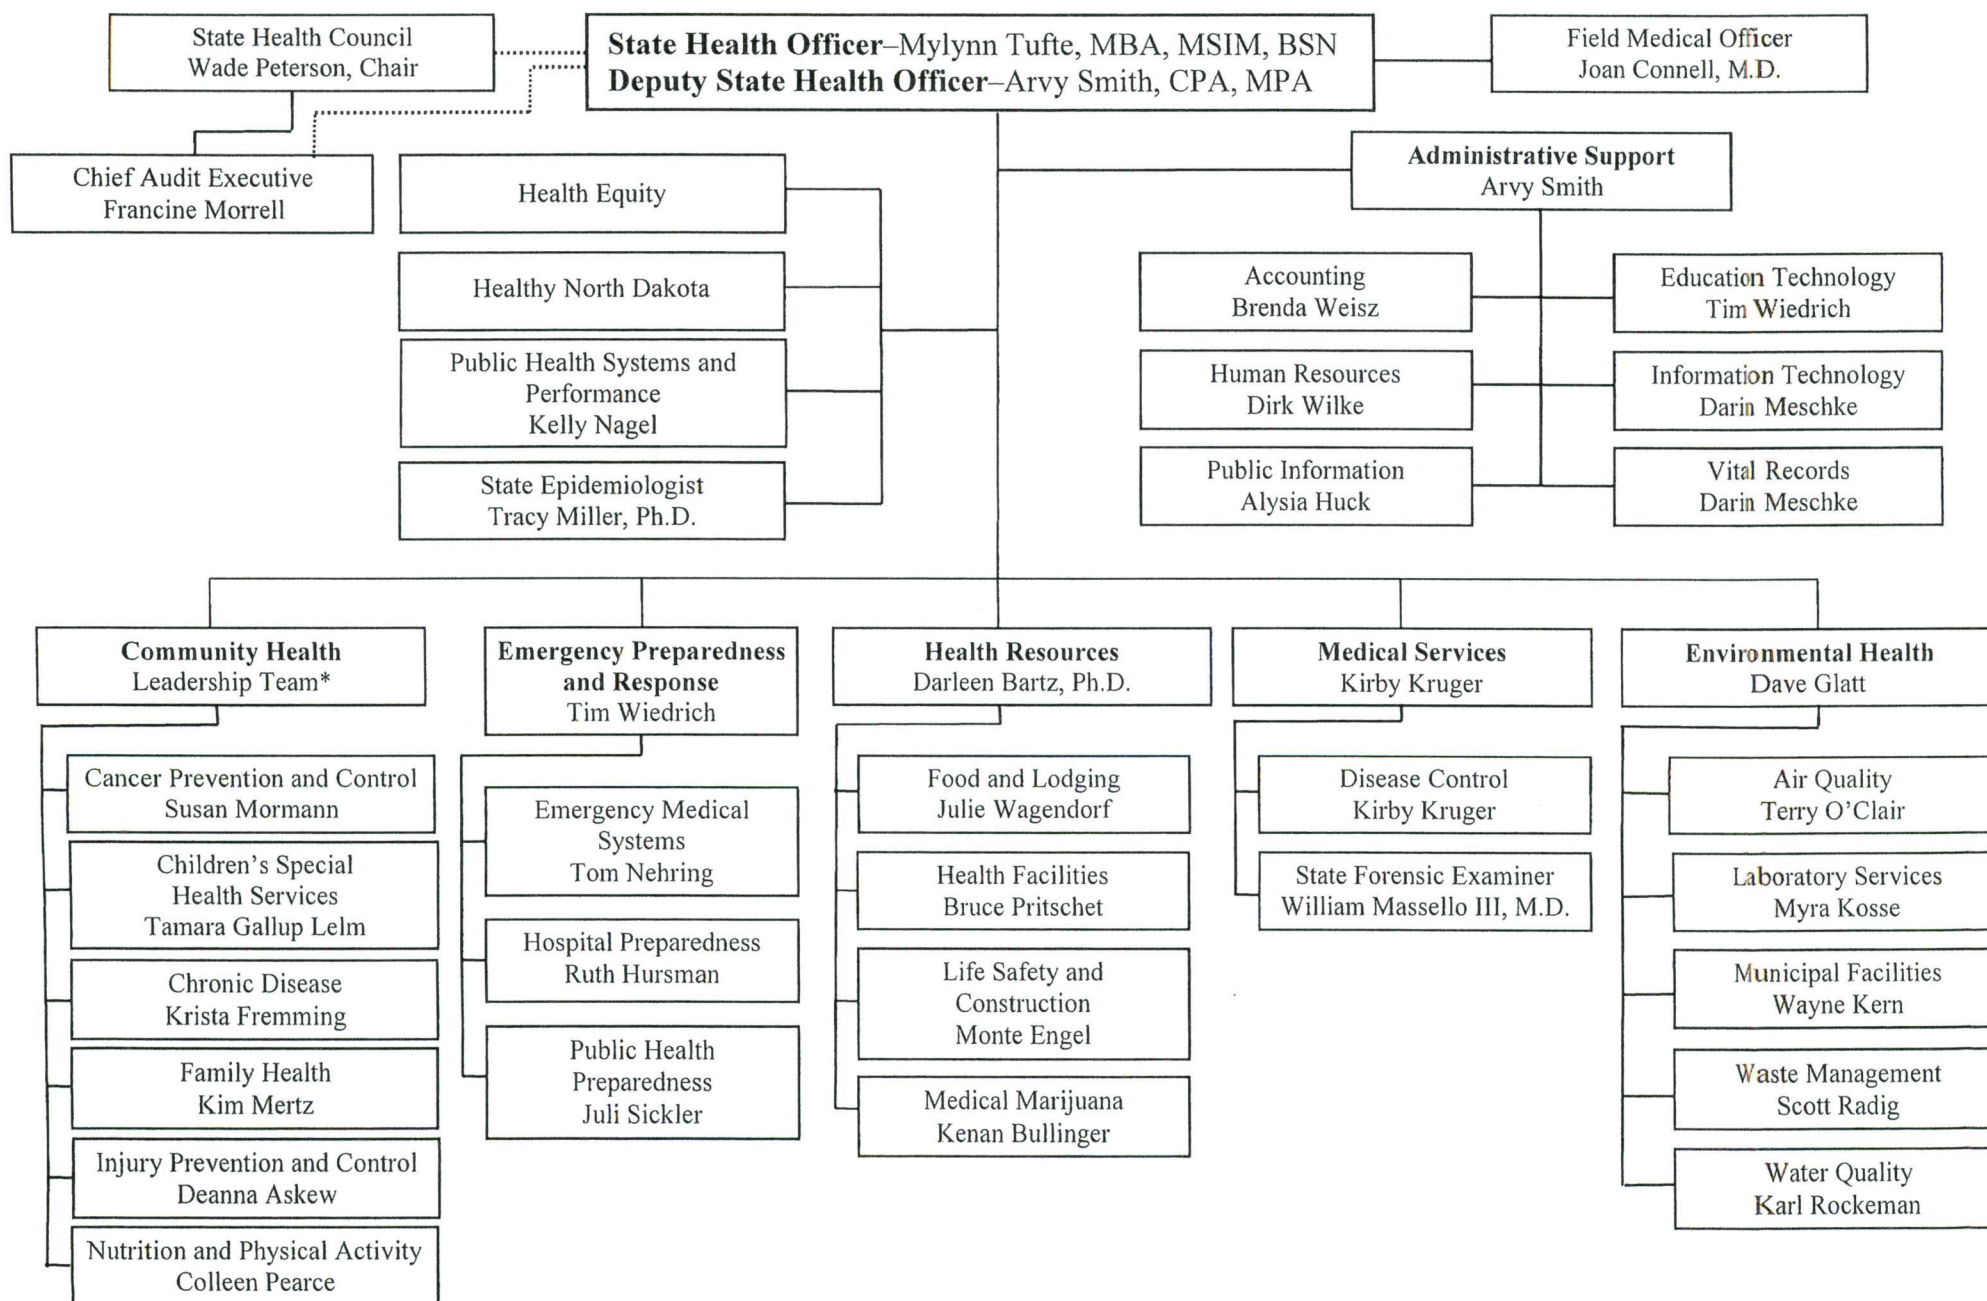 State Health Council
Wade Peterson, Chair
State Health Officer–Mylynn Tufte, MBA, MSIM, BSN
Deputy State Health Officer–Arvy Smith, CPA, MPA
Field Medical Officer
Joan Connell, M.D.
Chief Audit Executive
Francine Morrell
Health Equity
Healthy North Dakota
Public Health Systems and
Performance
Kelly Nagel
State Epidemiologist
Tracy Miller, Ph.D.
Administrative Support
Arvy Smith
Accounting
Brenda Weisz
Education Technology
Tim Wiedrich
Human Resources
Dirk Wilke
Information Technology
Darin Meschke
Public Information
Alysia Huck
Vital Records
Darin Meschke
Community Health
Leadership Team*
Cancer Prevention and Control
Susan Mormann
Children's Special
Health Services
Tamara Gallup Lelm
Chronic Disease
Krista Fremming
Family Health
Kim Mertz
Injury Prevention and Control
Deanna Askew
Nutrition and Physical Activity
Colleen Pearce
Emergency Preparedness
and Response
Tim Wiedrich
Emergency Medical
Systems
Tom Nehring
Hospital Preparedness
Ruth Hursman
Public Health
Preparedness
Juli Sickler
Health Resources
Darleen Bartz, Ph.D.
Food and Lodging
Julie Wagendorf
Health Facilities
Bruce Pritschet
Life Safety and
Construction
Monte Engel
Medical Marijuana
Kenan Bullinger
Medical Services
Kirby Kruger
Disease Control
Kirby Kruger
State Forensic Examiner
William Massello III, M.D.
Environmental Health
Dave Glatt
Air Quality
Terry O'Clair
Laboratory Services
Myra Kosse
Municipal Facilities
Wayne Kern
Waste Management
Scott Radig
Water Quality
Karl Rockeman